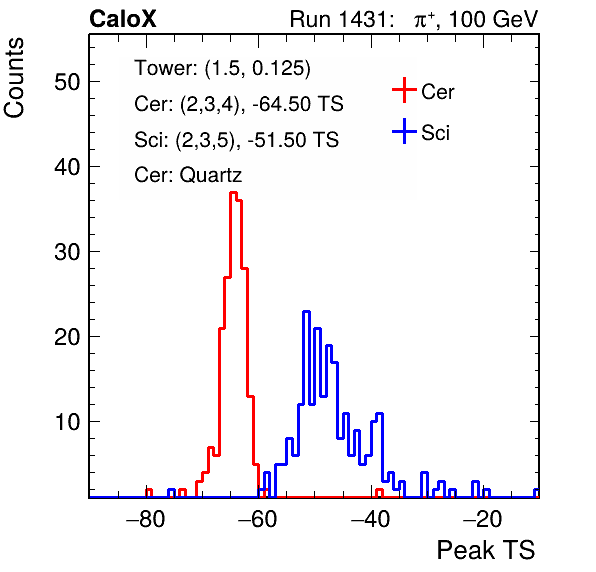 CaloX Run 1431: π⁺, 100 GeV
Counts
Tower: (1.5, 0.125)
Cer: (2,3,4), -64.50 TS
Sci: (2,3,5), -51.50 TS
Cer: Quartz
Cer
Sci
50
40
30
20
10
−80 −60 −40 −20
Peak TS